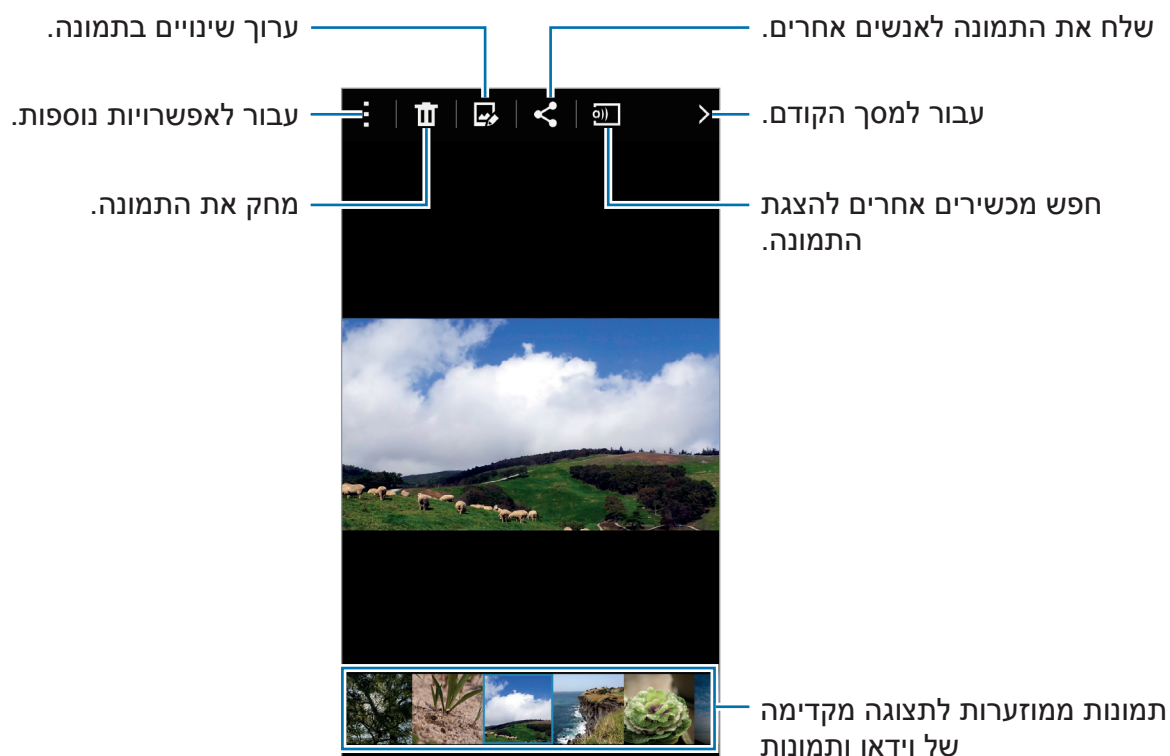 שלח את התמונה לאנשים אחרים.
ערוך שינויים בתמונה.
עבור למסך הקודם.
עבור לאפשרויות נוספות.
חפש מכשירים אחרים להצגת
התמונה.
מחק את התמונה.
תמונות ממוזערות לתצוגה מקדימה
של וידאו ותמונות